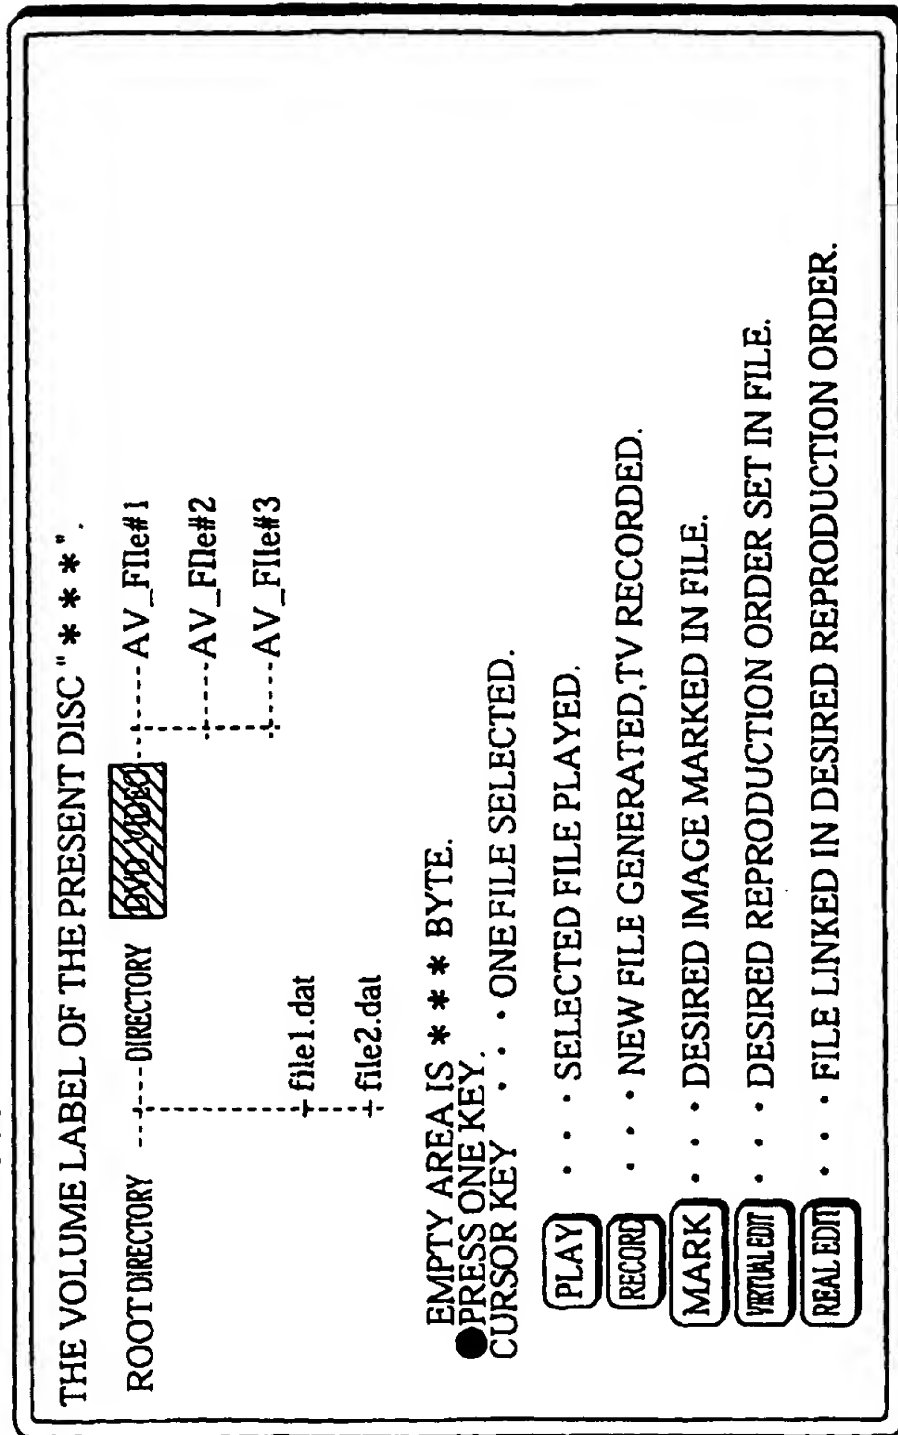 THE VOLUME LABEL OF THE PRESENT DISC "* * *".
ROOT DIRECTORY -----DIRECTORY DVD_VIDEO -----AV_File#1
-----AV_File#2
file1.dat ----AV_File#3
file2.dat
EMPTY AREA IS * * * BYTE.
●PRESS ONE KEY.
CURSOR KEY · · · ONE FILE SELECTED.
PLAY · · · SELECTED FILE PLAYED.
RECORD · · · NEW FILE GENERATED,TV RECORDED.
MARK · · · DESIRED IMAGE MARKED IN FILE.
VIRTUAL EDIT · · · DESIRED REPRODUCTION ORDER SET IN FILE.
REAL EDIT · · · FILE LINKED IN DESIRED REPRODUCTION ORDER.